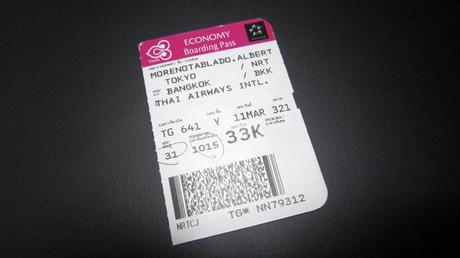 ECONOMY
Boarding Pass
THAI
MORENOTABLADO.ALBERT
TOKYO / NRT
BANGKOK / BKK
THAI AIRWAYS INTL.
TG 641 Y 11MAR 321
31 1015 33K
NRTCJ TG* NN79312